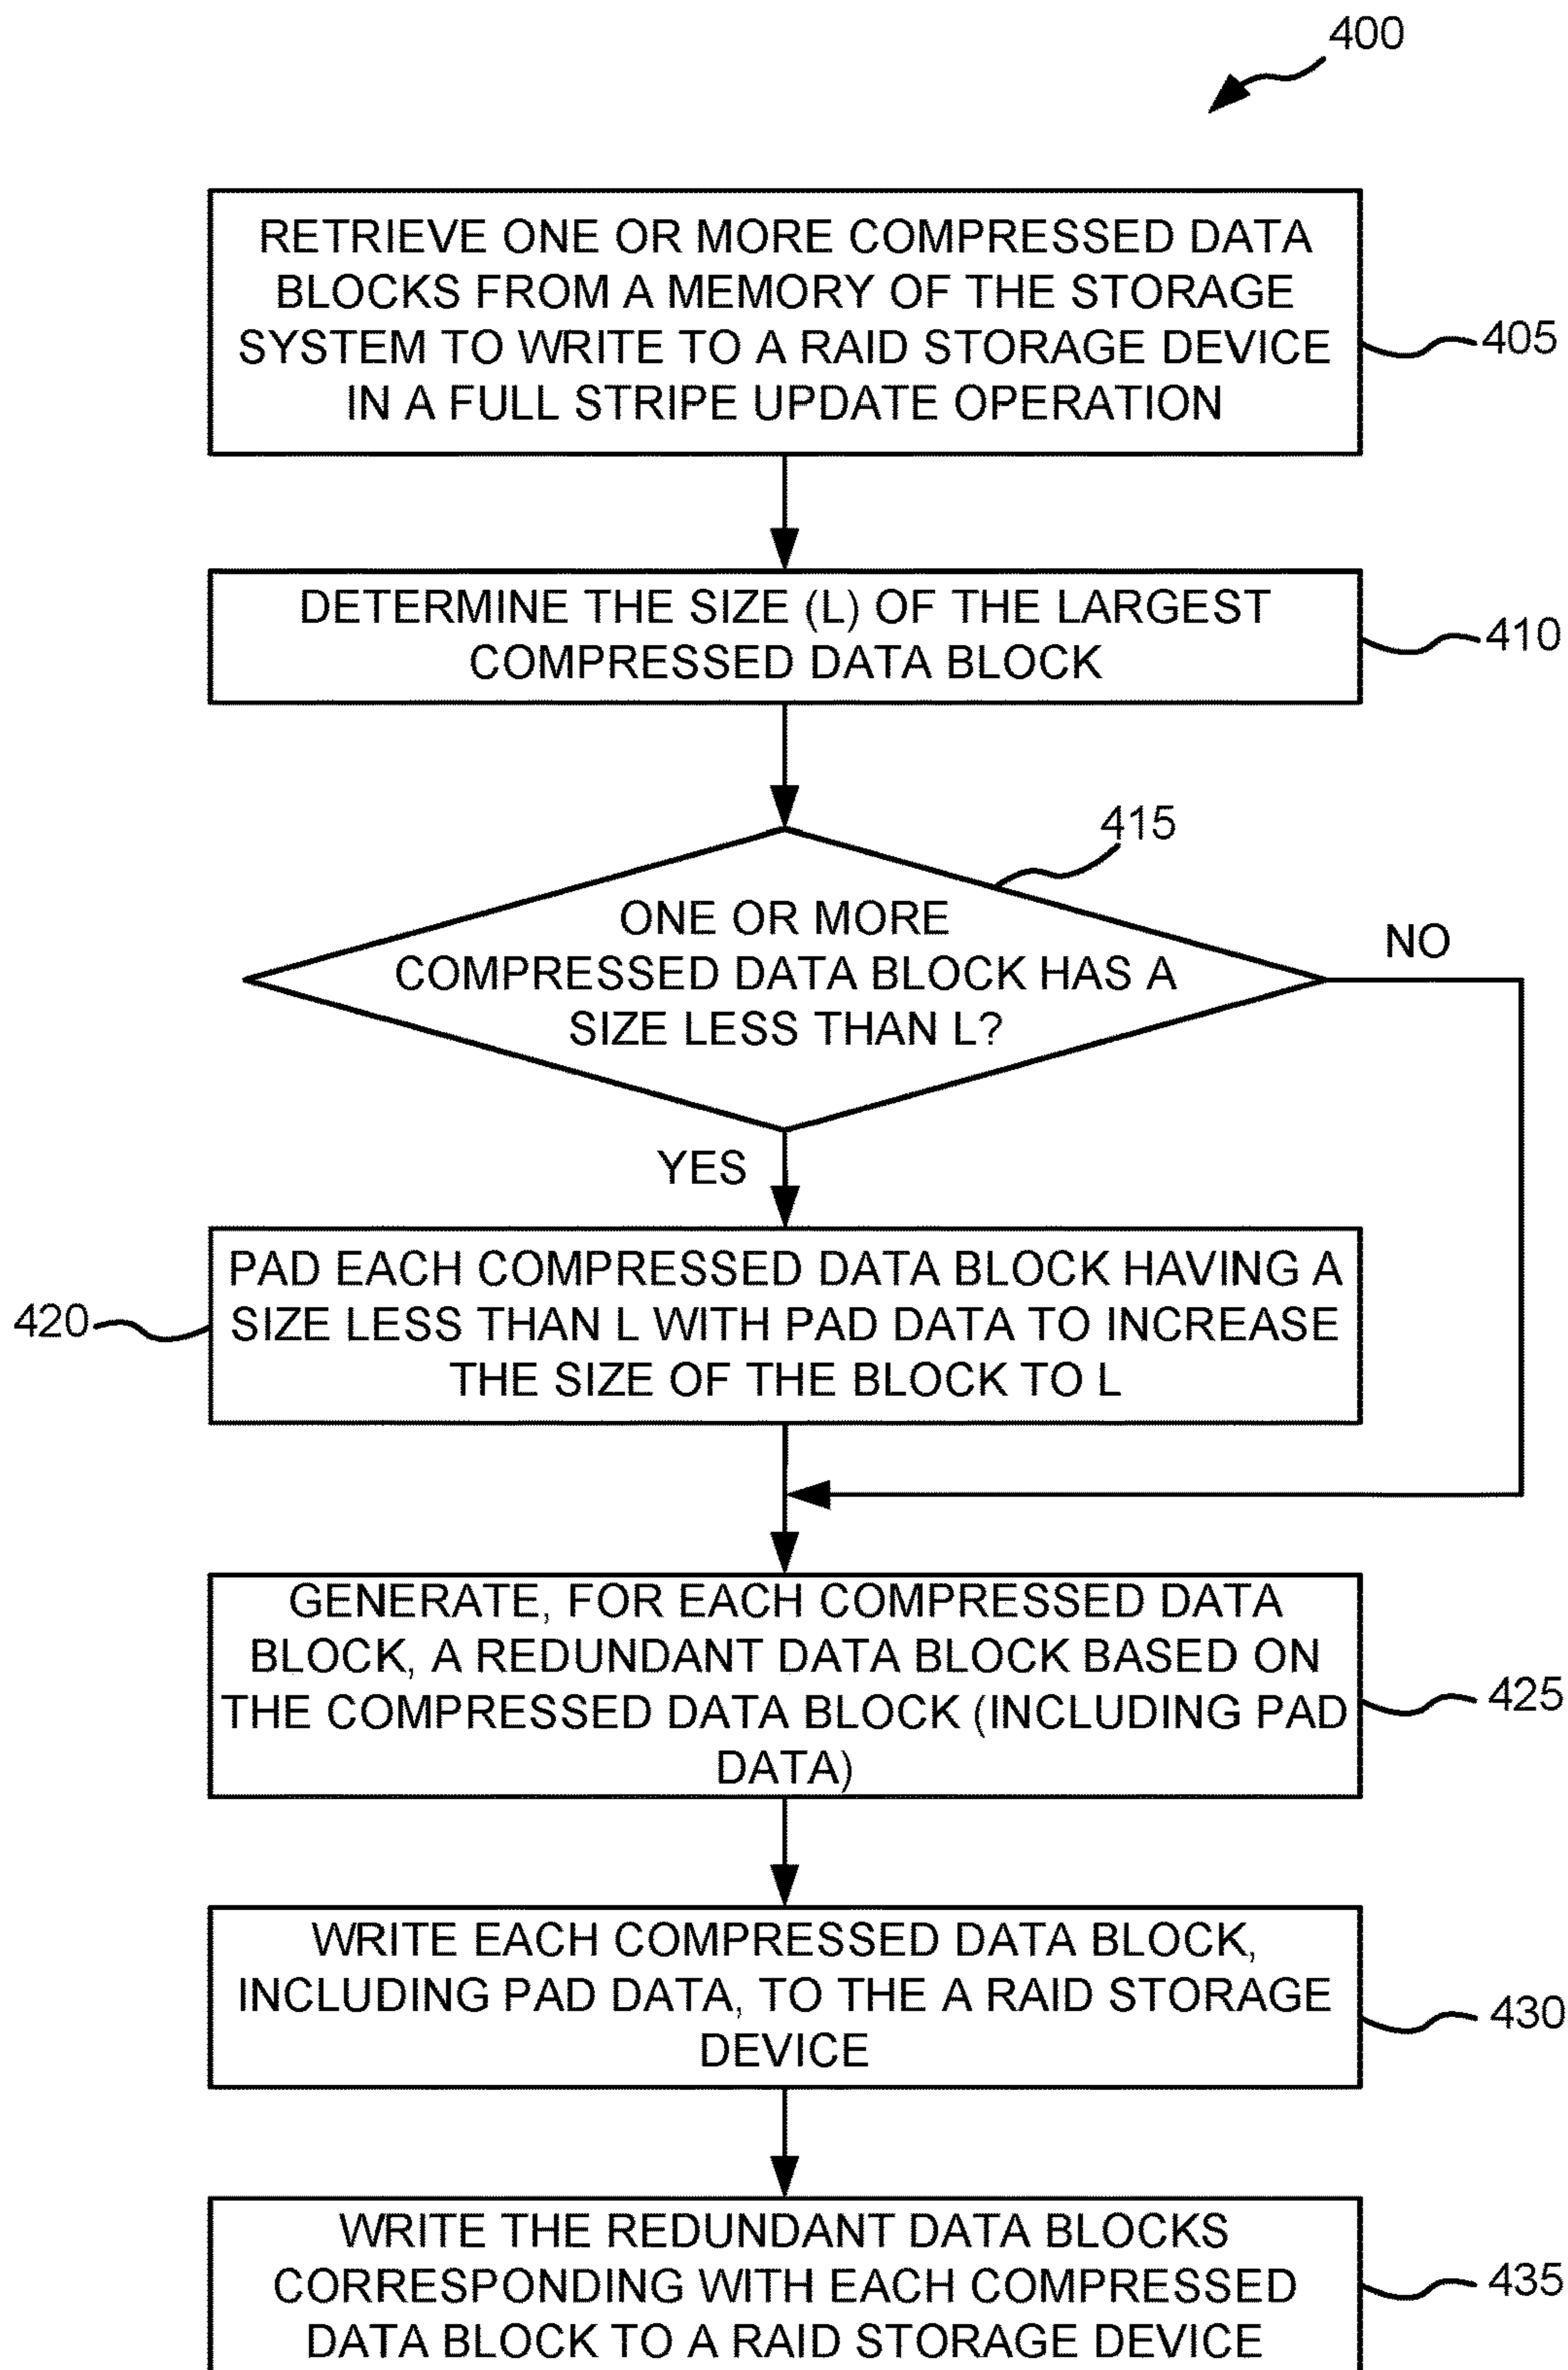 400
RETRIEVE ONE OR MORE COMPRESSED DATA
BLOCKS FROM A MEMORY OF THE STORAGE
SYSTEM TO WRITE TO A RAID STORAGE DEVICE
IN A FULL STRIPE UPDATE OPERATION
405
DETERMINE THE SIZE (L) OF THE LARGEST
COMPRESSED DATA BLOCK
410
415
ONE OR MORE
COMPRESSED DATA BLOCK HAS A
SIZE LESS THAN L?
NO
YES
PAD EACH COMPRESSED DATA BLOCK HAVING A
SIZE LESS THAN L WITH PAD DATA TO INCREASE
THE SIZE OF THE BLOCK TO L
420
GENERATE, FOR EACH COMPRESSED DATA
BLOCK, A REDUNDANT DATA BLOCK BASED ON
THE COMPRESSED DATA BLOCK (INCLUDING PAD
DATA)
425
WRITE EACH COMPRESSED DATA BLOCK,
INCLUDING PAD DATA, TO THE A RAID STORAGE
DEVICE
430
WRITE THE REDUNDANT DATA BLOCKS
CORRESPONDING WITH EACH COMPRESSED
DATA BLOCK TO A RAID STORAGE DEVICE
435